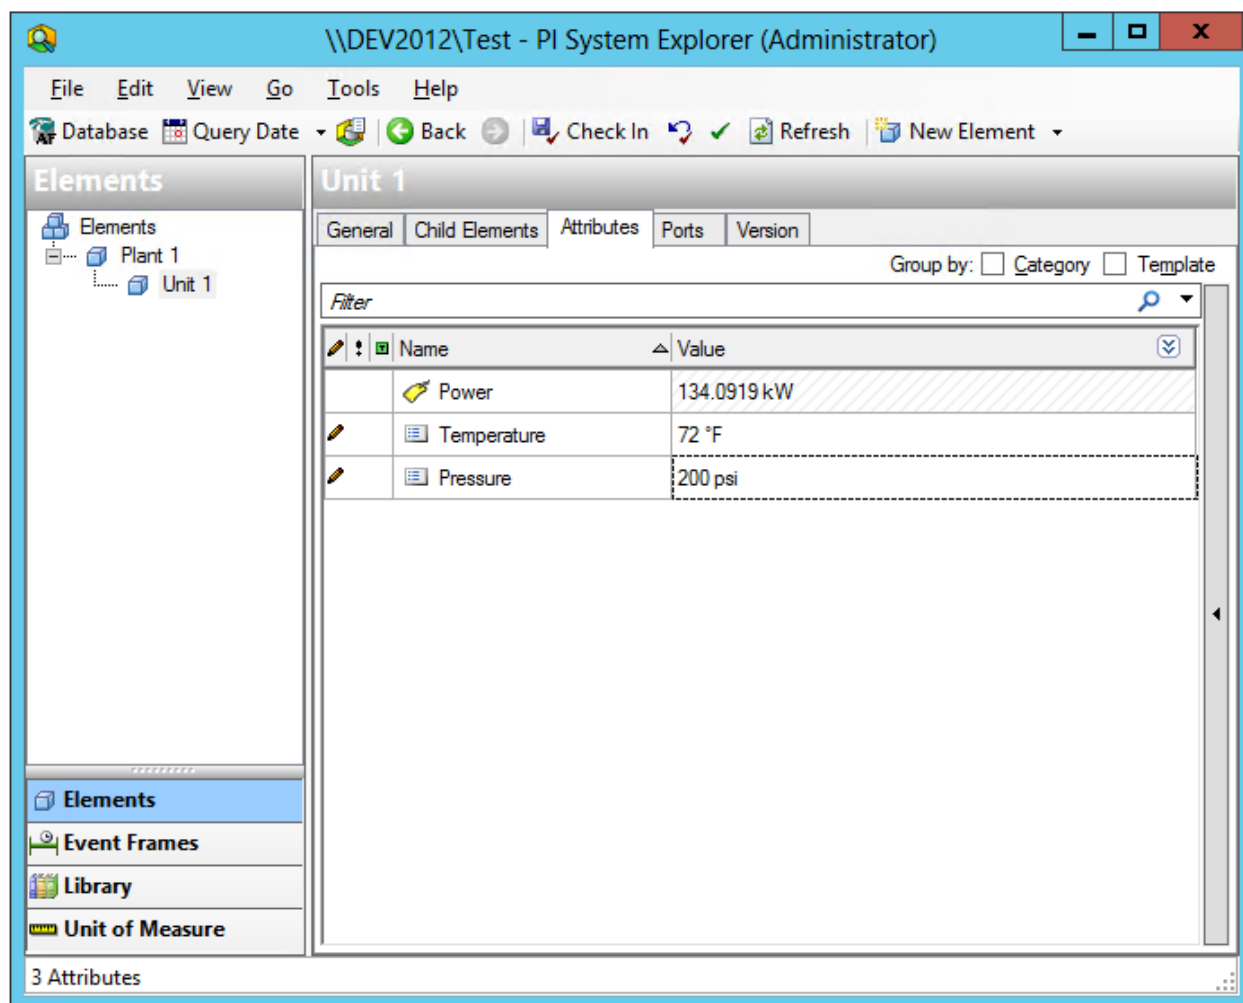 \\DEV2012\Test - PI System Explorer (Administrator)
File Edit View Go Tools Help
Database Query Date Back Check In Refresh New Element
Elements
Elements
Plant 1
Unit 1
Elements
Event Frames
Library
Unit of Measure
Unit 1
General Child Elements Attributes Ports Version
Group by: Category Template
Filter
Name Value
Power 134.0919 kW
Temperature 72 °F
Pressure 200 psi
3 Attributes